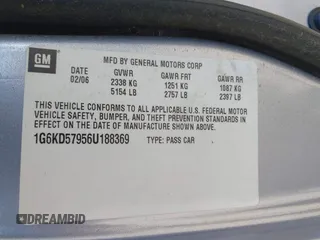 GM
MFD BY GENERAL MOTORS CORP
DATE GVWR GAWR FRT GAWR RR
02/06 2338 KG 1251 KG 1087 KG
5154 LB 2757 LB 2397 LB
THIS VEHICLE CONFORMS TO ALL APPLICABLE U.S. FEDERAL MOTOR
VEHICLE SAFETY, BUMPER, AND THEFT PREVENTION STANDARDS
IN EFFECT ON THE DATE OF MANUFACTURE SHOWN ABOVE.
1G6KD57956U188369 TYPE: PASS CAR
DREAMBID